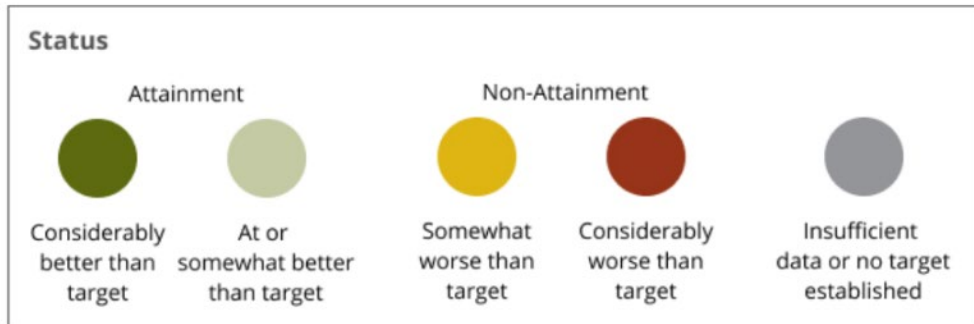 Status
Attainment
Non-Attainment
Considerably
better than
target
At or
somewhat better
than target
Somewhat
worse than
target
Considerably
worse than
target
Insufficient
data or no target
established